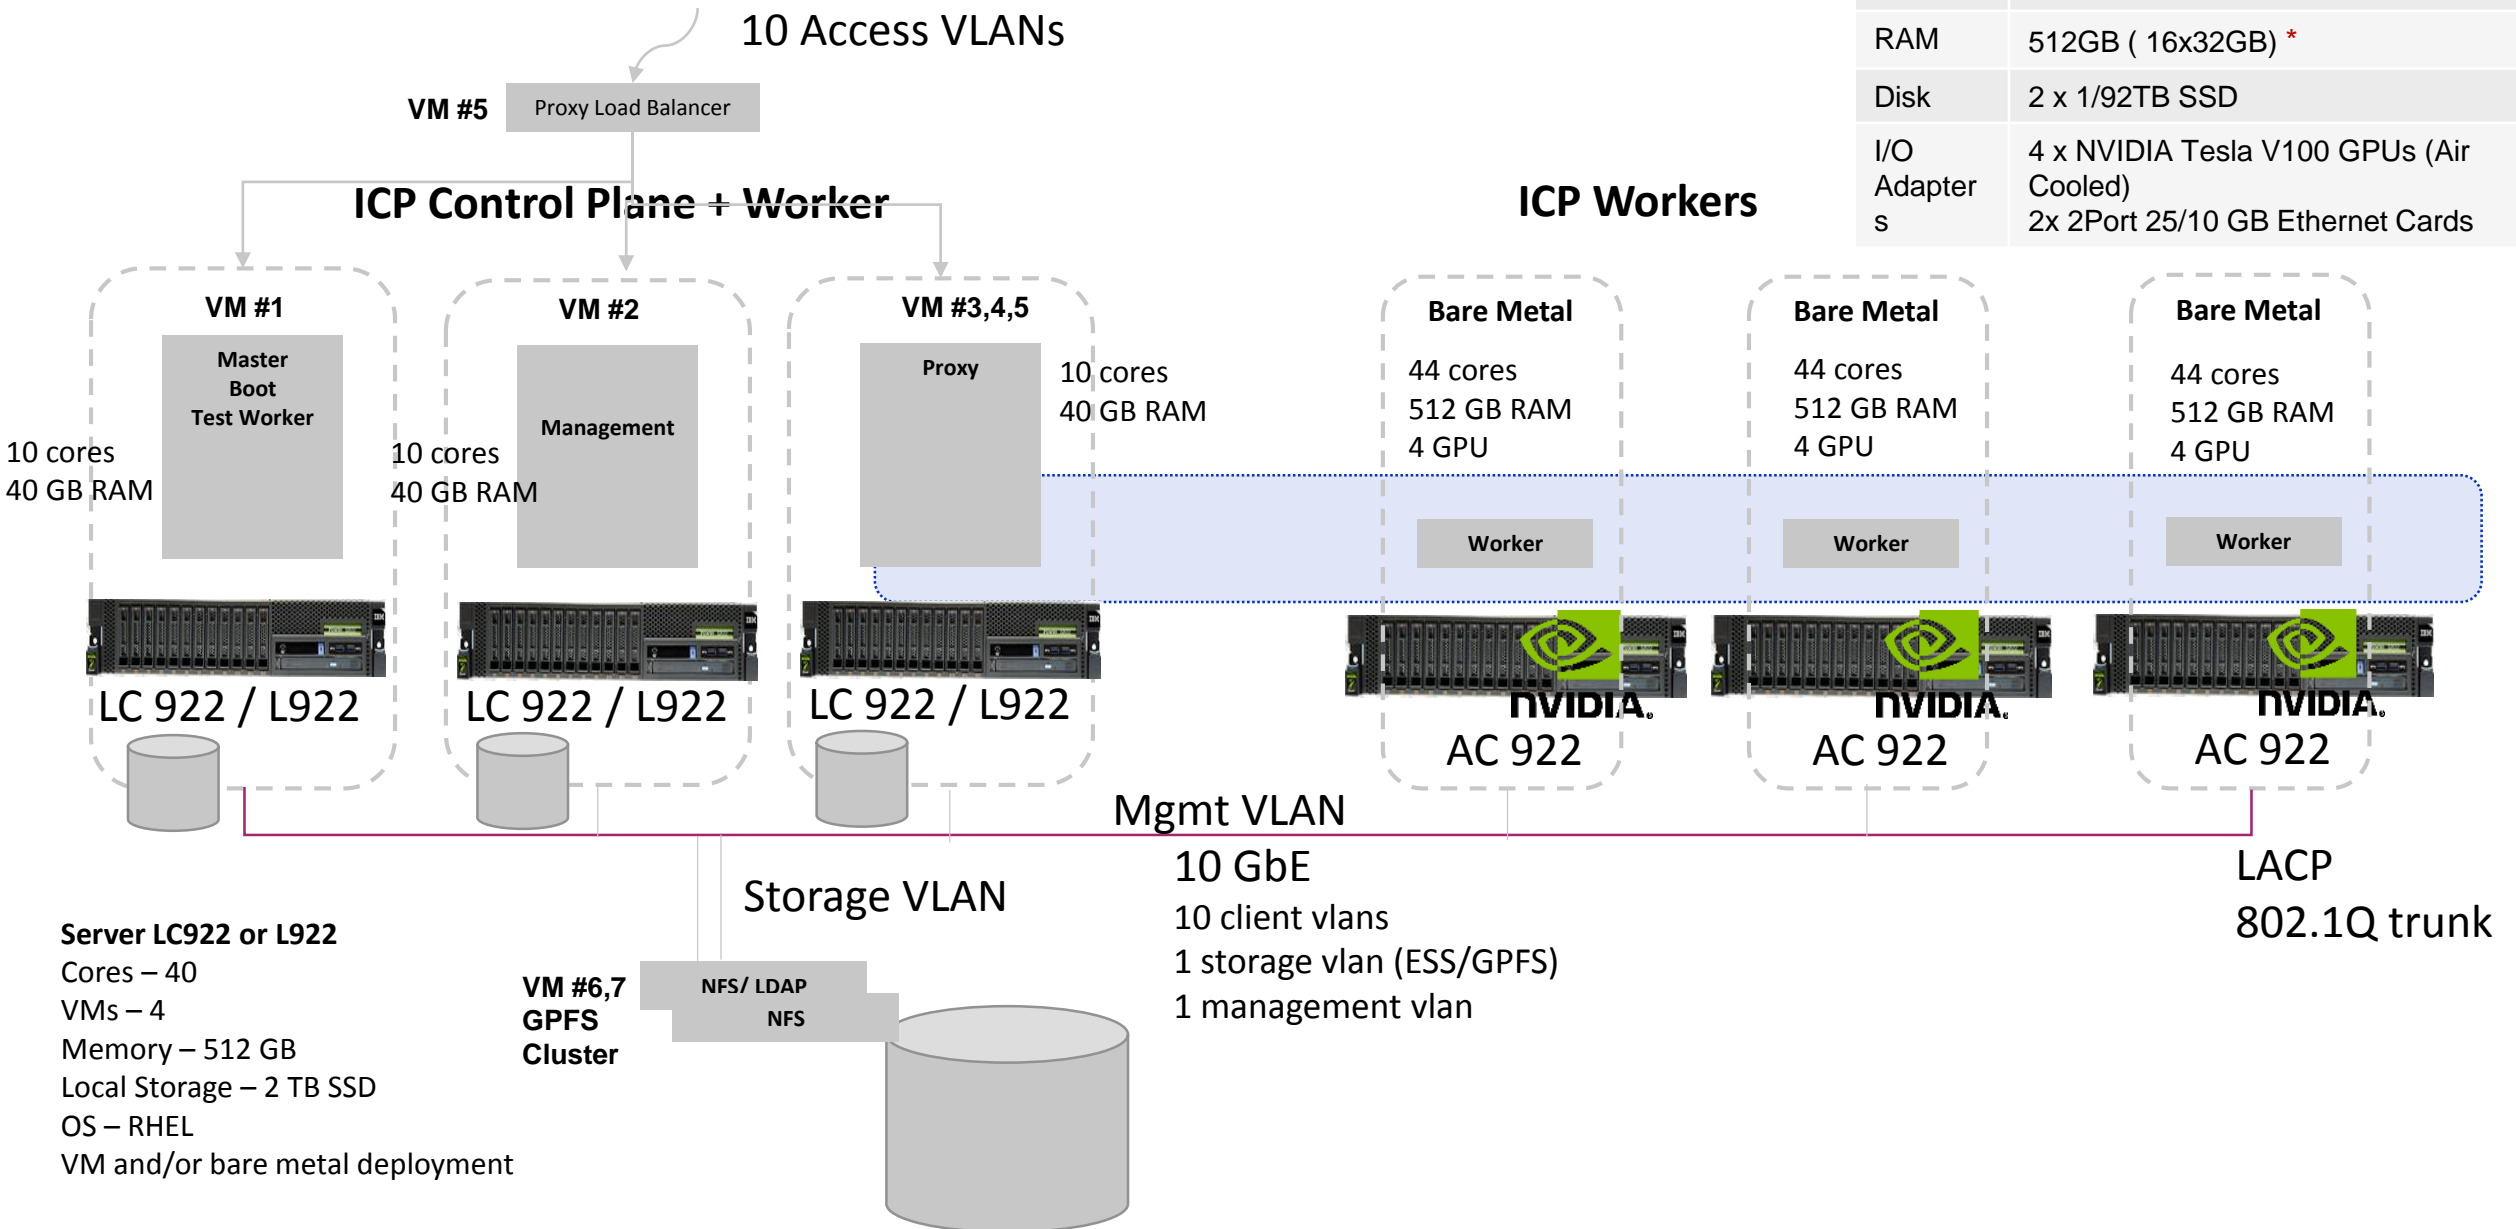 10 Access VLANs
RAM
512GB ( 16x32GB) *
Disk
2 x 1/92TB SSD
I/O
Adapter
s
4 x NVIDIA Tesla V100 GPUs (Air
Cooled)
2x 2Port 25/10 GB Ethernet Cards
VM #5
Proxy Load Balancer
ICP Control Plane + Worker
ICP Workers
VM #1
Master
Boot
Test Worker
10 cores
40 GB RAM
LC 922 / L922
VM #2
Management
10 cores
40 GB RAM
LC 922 / L922
VM #3,4,5
Proxy
10 cores
40 GB RAM
LC 922 / L922
Bare Metal
44 cores
512 GB RAM
4 GPU
Worker
NVIDIA.
AC 922
Bare Metal
44 cores
512 GB RAM
4 GPU
Worker
NVIDIA.
AC 922
Bare Metal
44 cores
512 GB RAM
4 GPU
Worker
NVIDIA.
AC 922
Mgmt VLAN
10 GbE
10 client vlans
1 storage vlan (ESS/GPFS)
1 management vlan
LACP
802.1Q trunk
Storage VLAN
VM #6,7
GPFS
Cluster
NFS/ LDAP
NFS
Server LC922 or L922
Cores – 40
VMs – 4
Memory – 512 GB
Local Storage – 2 TB SSD
OS – RHEL
VM and/or bare metal deployment